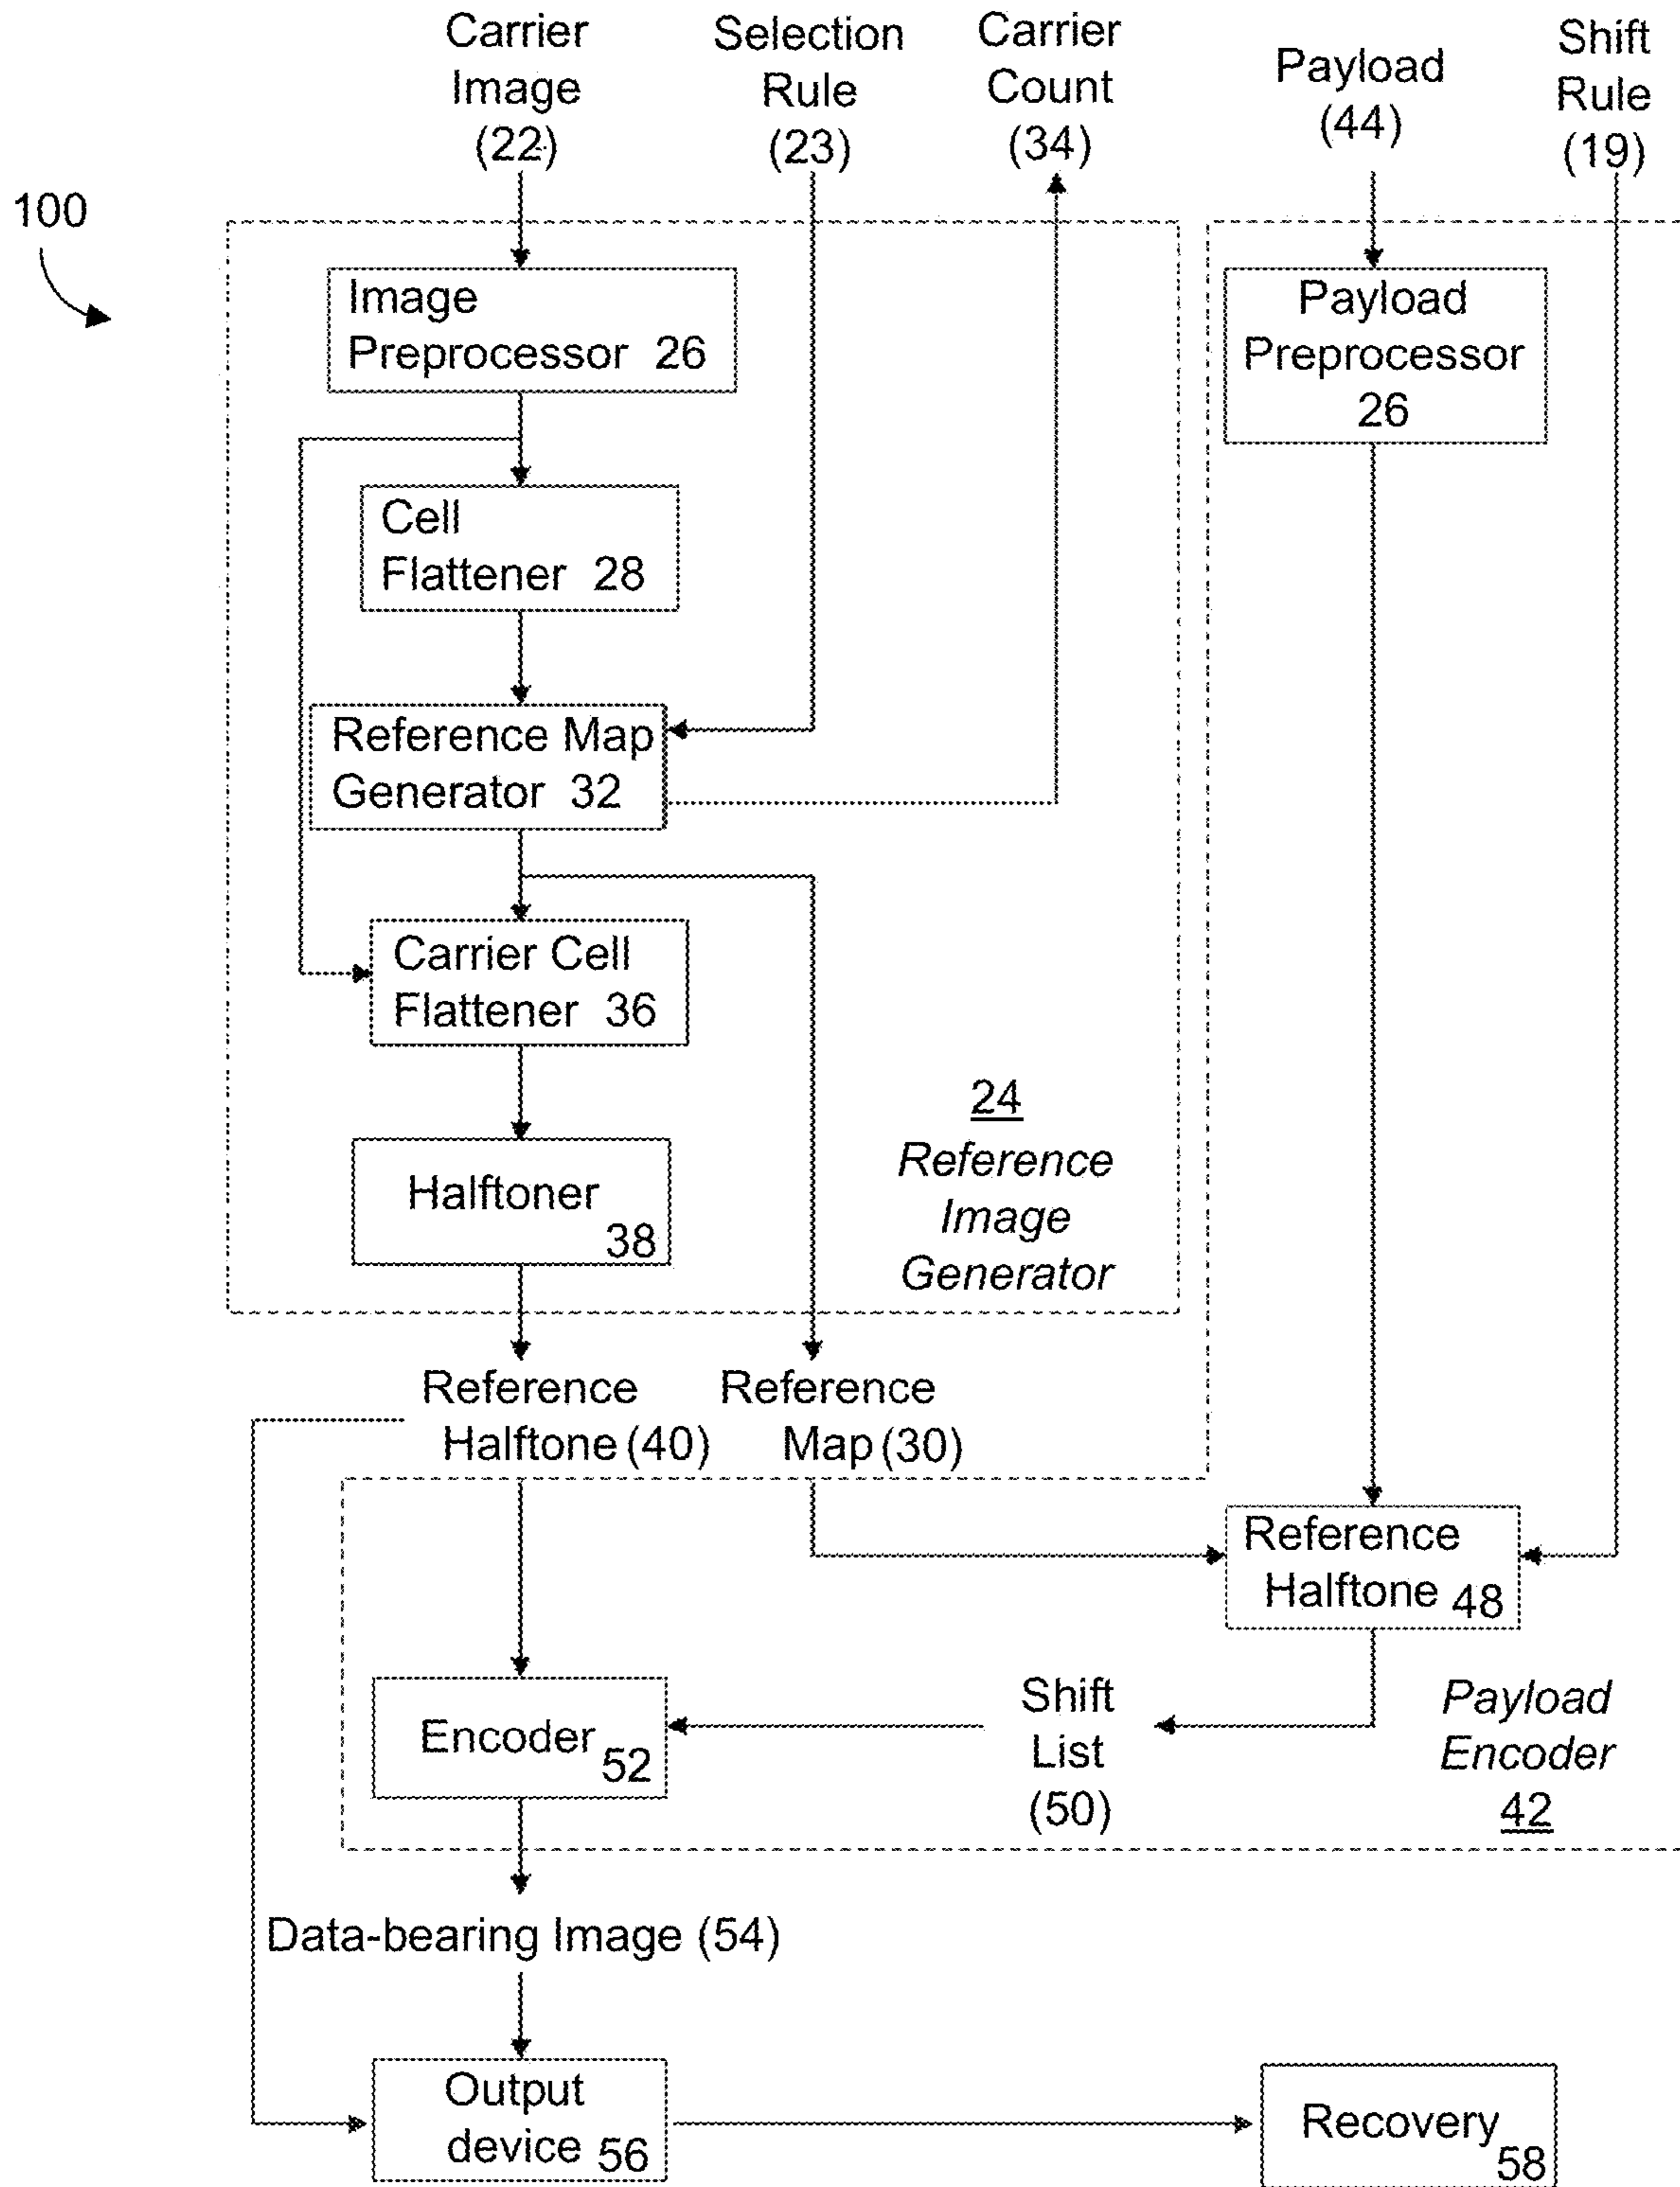 Carrier
Image
(22)
Selection
Rule
(23)
Carrier
Count
(34)
Payload
(44)
Shift
Rule
(19)
100
Image
Preprocessor 26
Payload
Preprocessor
26
Cell
Flattener 28
Reference Map
Generator 32
Carrier Cell
Flattener 36
24
Reference
Image
Generator
Halftoner
38
Reference
Halftone (40)
Reference
Map (30)
Reference
Halftone 48
Encoder 52
Shift
List
(50)
Payload
Encoder
42
Data-bearing Image (54)
Output
device 56
Recovery
58